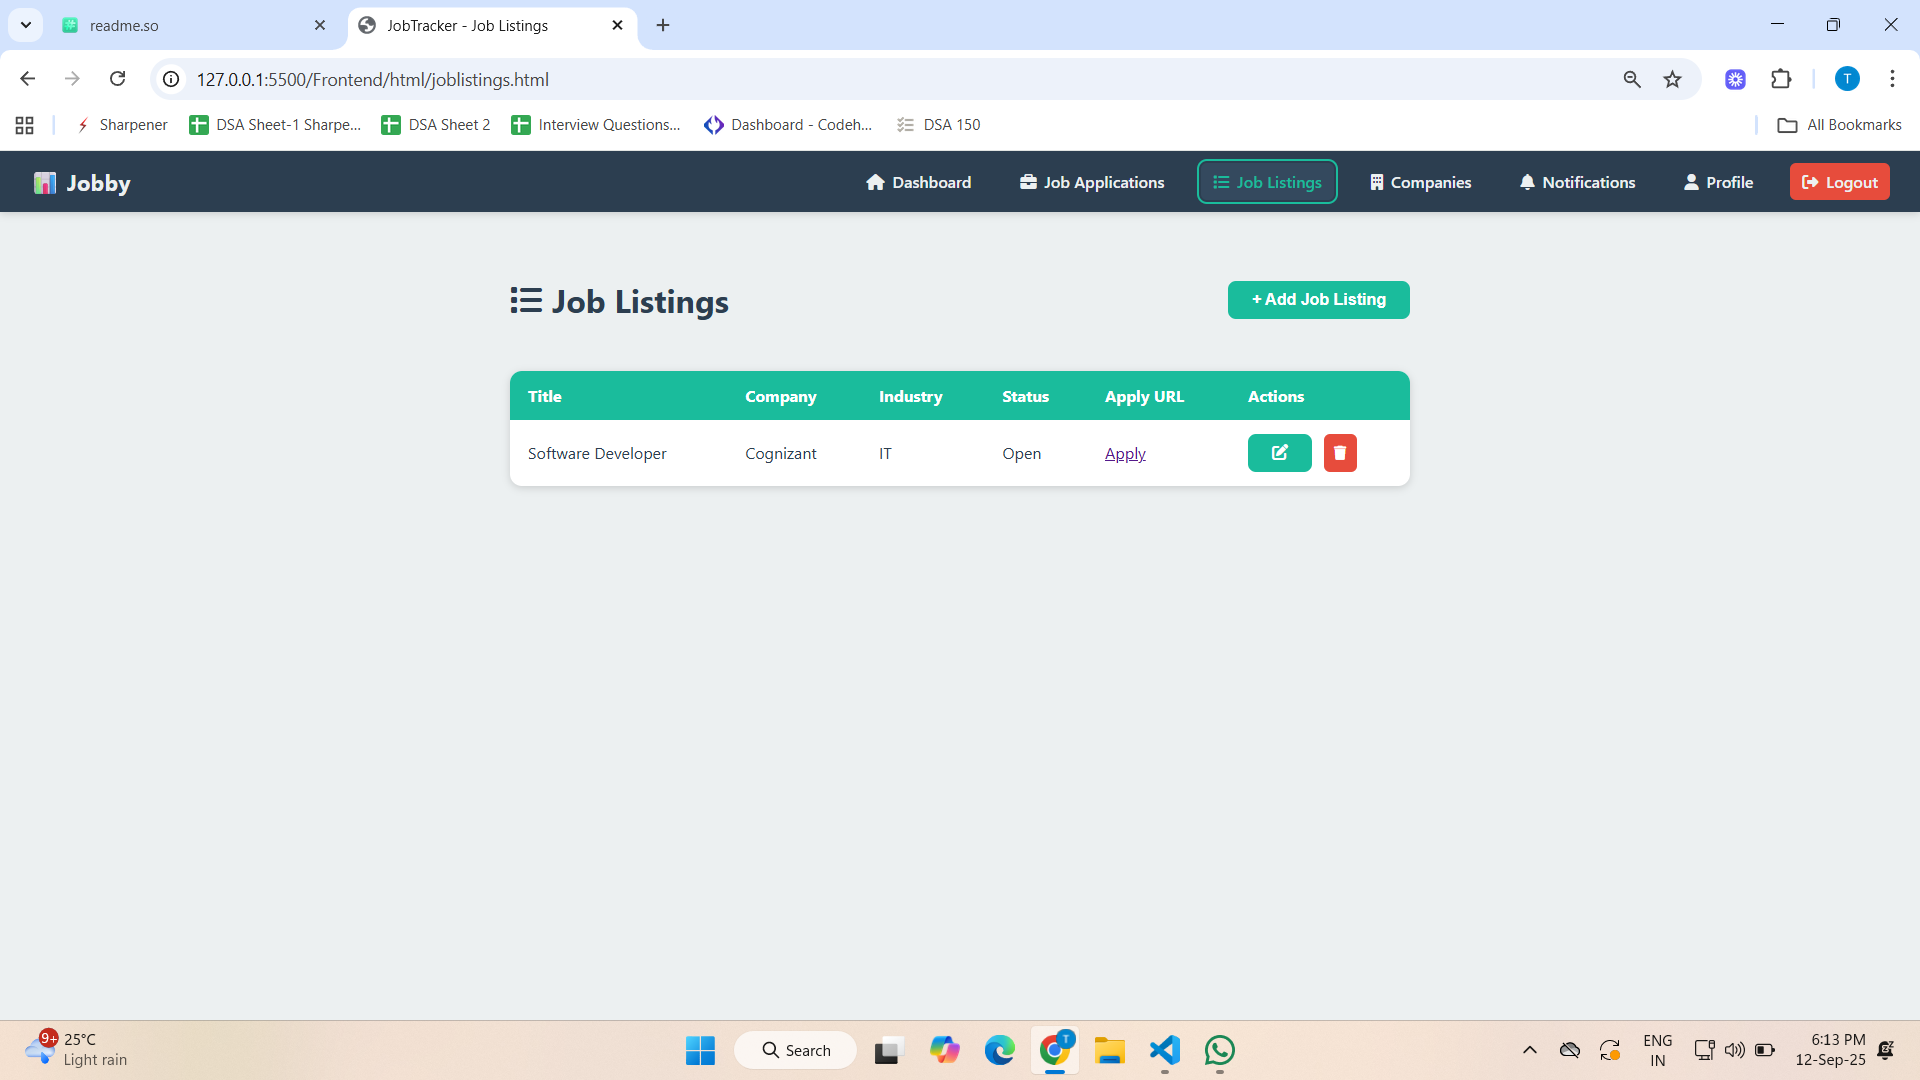 readme.so
JobTracker - Job Listings
127.0.0.1:5500/Frontend/html/joblistings.html
T
Sharpener
DSA Sheet-1 Sharpe...
DSA Sheet 2
Interview Questions...
Dashboard - Codeh...
DSA 150
All Bookmarks
Jobby
Dashboard
Job Applications
Job Listings
Companies
Notifications
Profile
Logout
Job Listings
+ Add Job Listing
Title Company Industry Status Apply URL Actions
Software Developer Cognizant IT Open Apply
9+
25°C
Light rain
Search
T
ENG
IN
6:13 PM
12-Sep-25